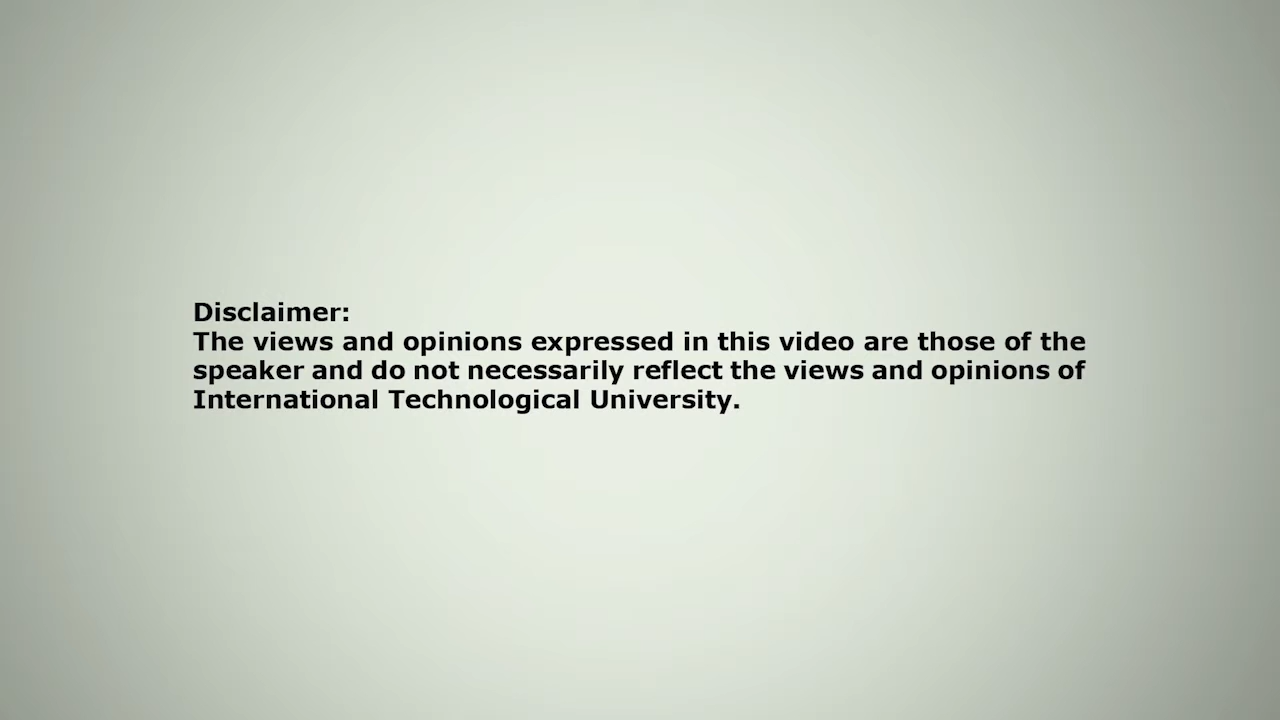 Disclaimer:
The views and opinions expressed in this video are those of the
speaker and do not necessarily reflect the views and opinions of
International Technological University.